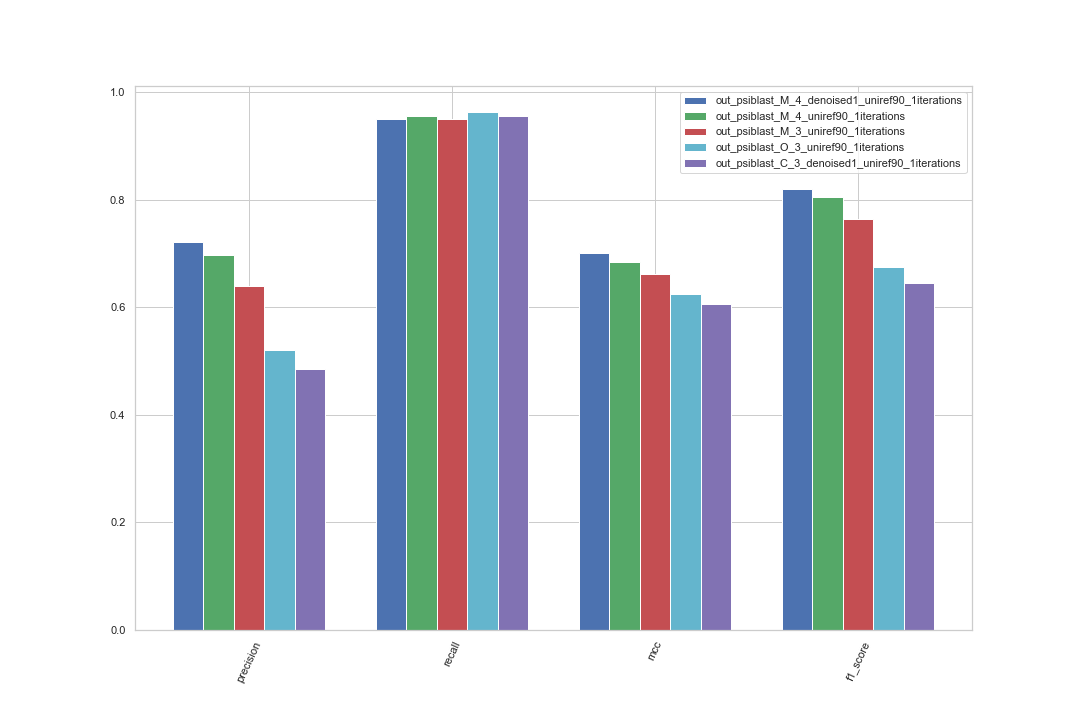 1.0
0.8
0.6
0.4
0.2
0.0
out_psiblast_M_4_denoised1_uniref90_1iterations
out_psiblast_M_4_uniref90_1iterations
out_psiblast_M_3_uniref90_1iterations
out_psiblast_O_3_uniref90_1iterations
out_psiblast_C_3_denoised1_uniref90_1iterations
precision
recall
mcc
f1_score